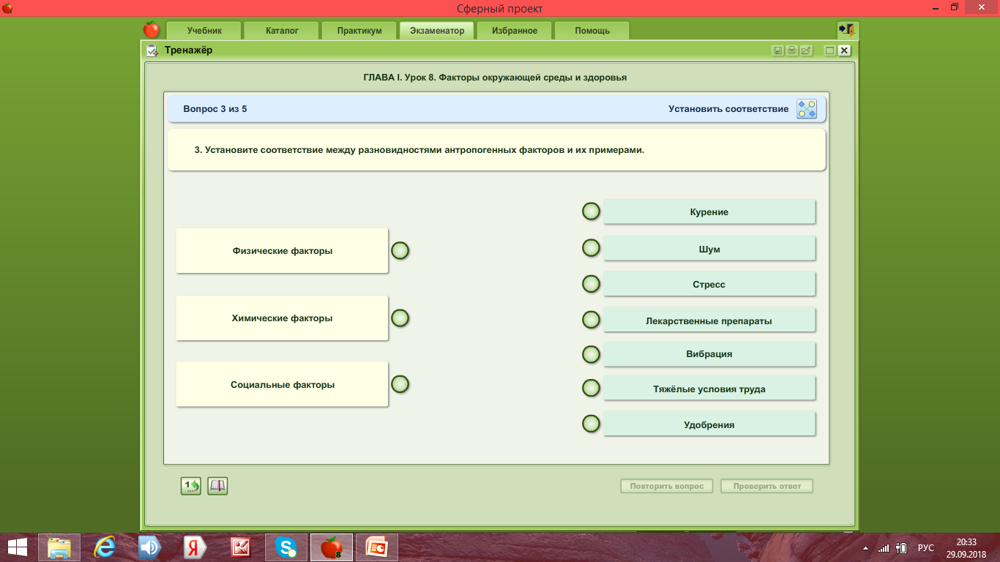 Сферный проект
Учебник
Каталог
Практикум
Экзаменатор
Избранное
Помощь
Тренажёр
ГЛАВА I. Урок 8. Факторы окружающей среды и здоровья
Вопрос 3 из 5
Установить соответствие
3. Установите соответствие между разновидностями антропогенных факторов и их примерами.
Физические факторы
Химические факторы
Социальные факторы
Курение
Шум
Стресс
Лекарственные препараты
Вибрация
Тяжёлые условия труда
Удобрения
1
Повторить вопрос
Проверить ответ
Я
S
8
P
РУС
20:33
29.09.2018